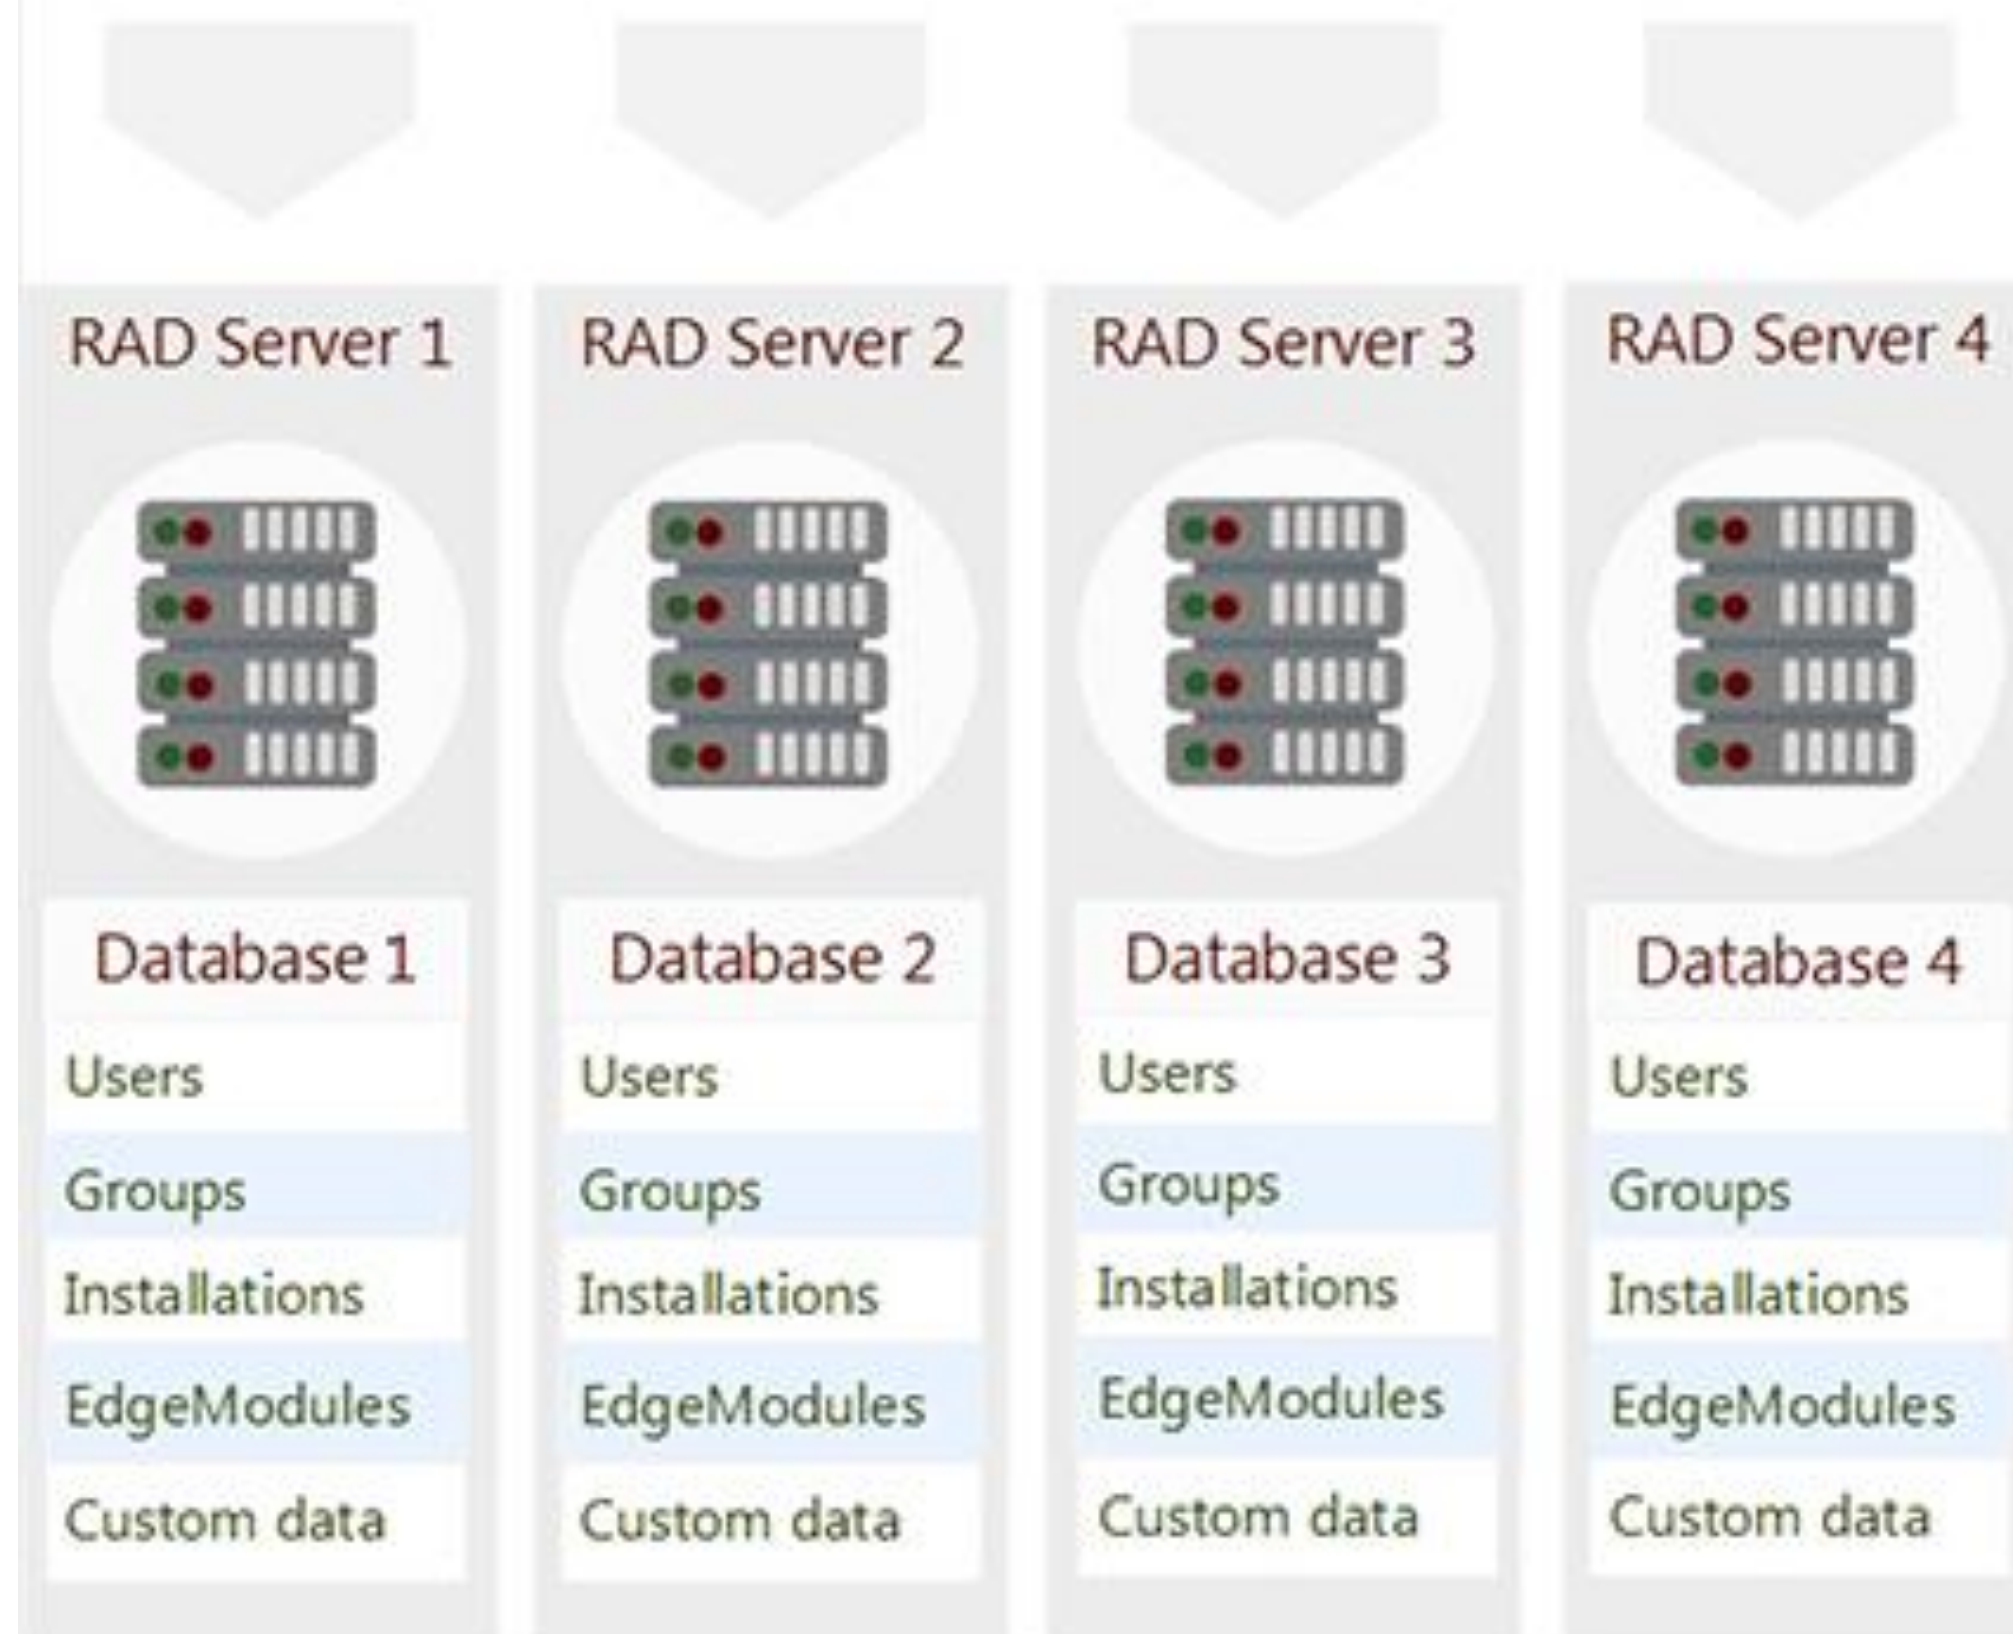 RAD Server 1
RAD Server 2
RAD Server 3
RAD Server 4
Database 1
Users
Groups
Installations
EdgeModules
Custom data
Database 2
Users
Groups
Installations
EdgeModules
Custom data
Database 3
Users
Groups
Installations
EdgeModules
Custom data
Database 4
Users
Groups
Installations
EdgeModules
Custom data